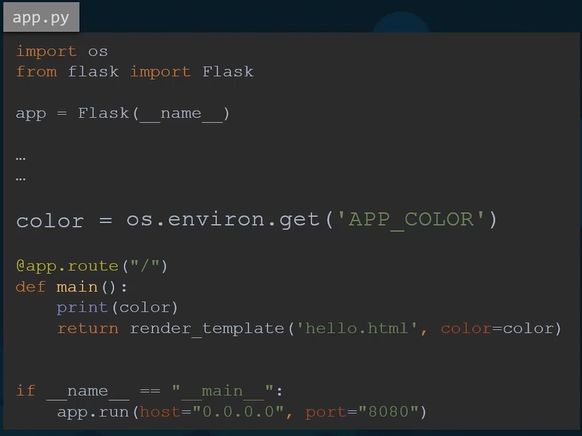 app.py
import os
from flask import Flask
app = Flask(__name__)
…
…
color = os.environ.get('APP_COLOR')
@app.route("/")
def main():
    print(color)
    return render_template('hello.html', color=color)
if __name__ == "__main__":
    app.run(host="0.0.0.0", port="8080")